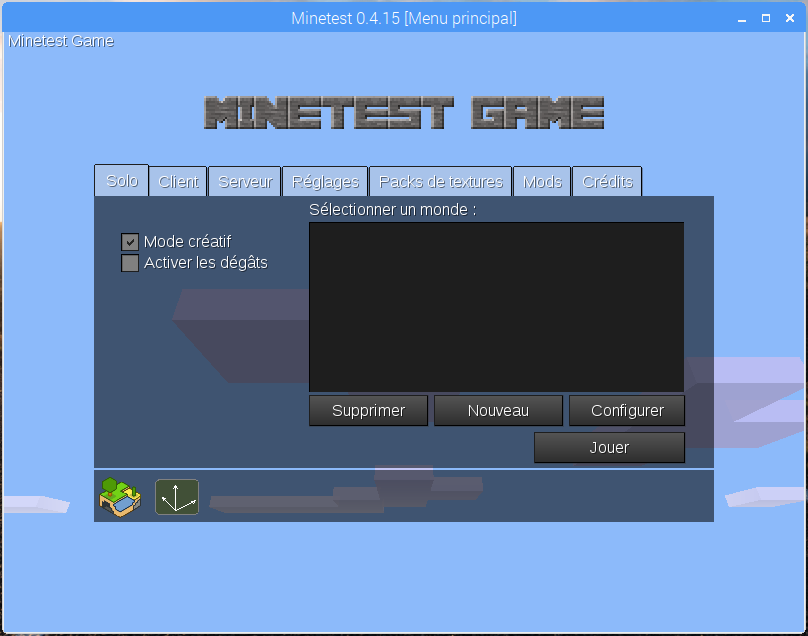 Minetest 0.4.15 [Menu principal]
Minetest Game
MINETEST GAME
Solo Client Serveur Réglages Packs de textures Mods Crédits
Sélectionner un monde :
Mode créatif
Activer les dégâts
Supprimer Nouveau Configurer
Jouer